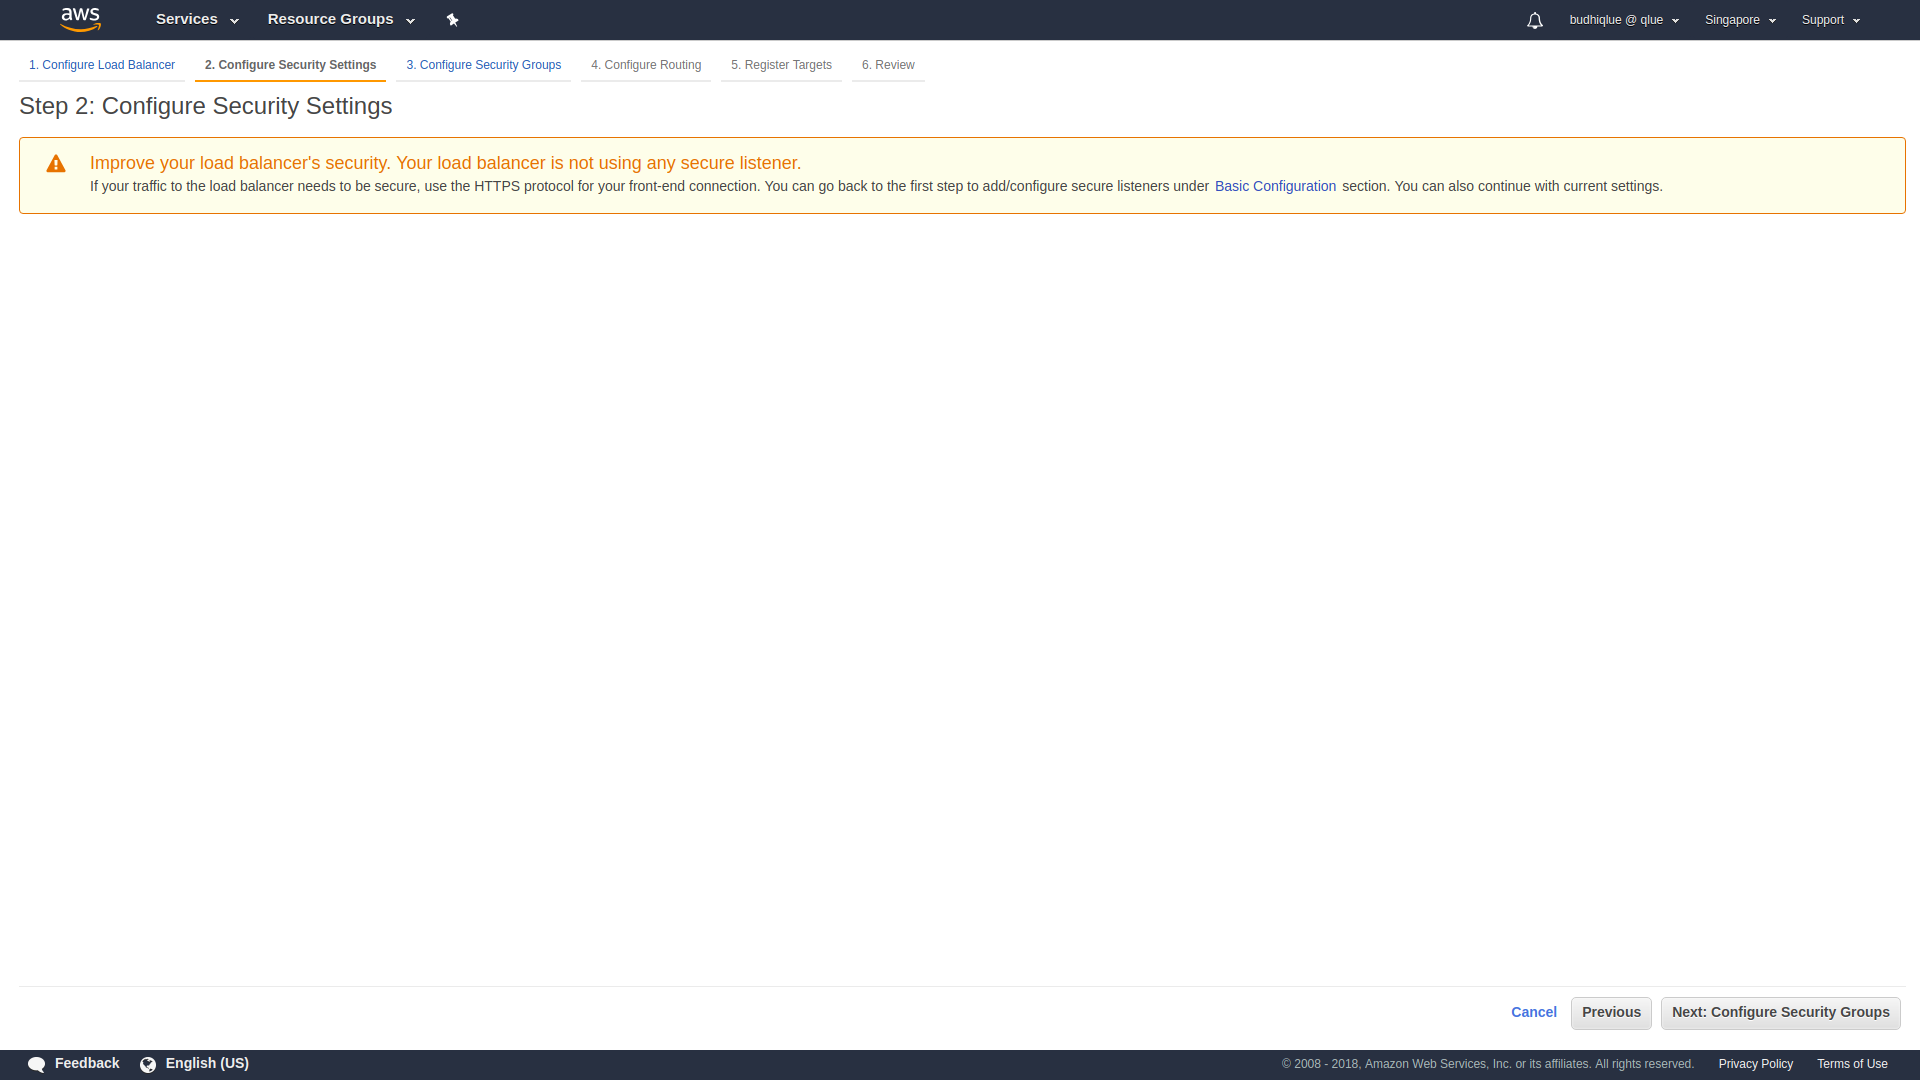 aws Services Resource Groups budhiqlue @ qlue Singapore Support
1. Configure Load Balancer 2. Configure Security Settings 3. Configure Security Groups 4. Configure Routing 5. Register Targets 6. Review
Step 2: Configure Security Settings
Improve your load balancer's security. Your load balancer is not using any secure listener.
If your traffic to the load balancer needs to be secure, use the HTTPS protocol for your front-end connection. You can go back to the first step to add/configure secure listeners under Basic Configuration section. You can also continue with current settings.
Cancel Previous Next: Configure Security Groups
Feedback English (US) © 2008 - 2018, Amazon Web Services, Inc. or its affiliates. All rights reserved. Privacy Policy Terms of Use